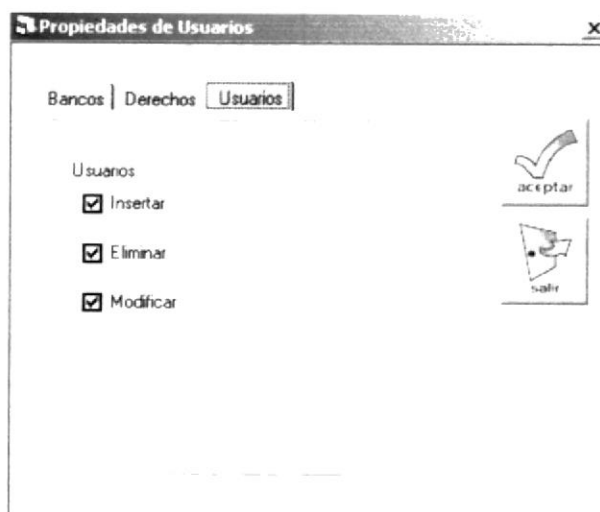 Propiedades de Usuarios
Bancos Derechos Usuarios
Usuarios
Insertar
Eliminar
Modificar
aceptar
salir